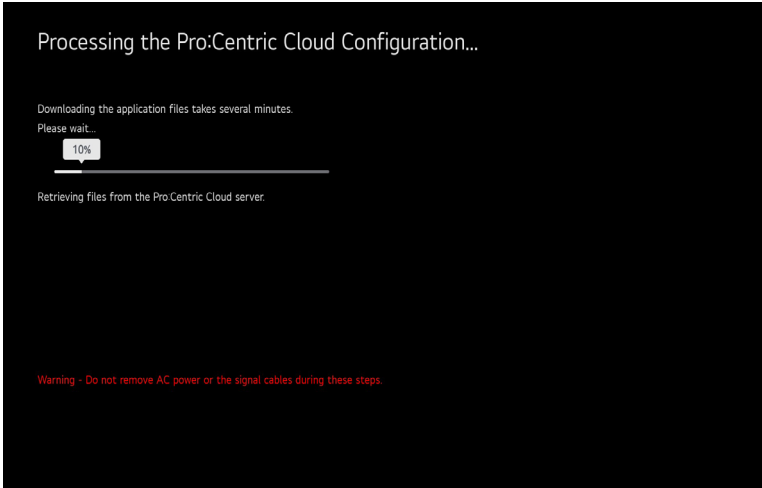 Processing the Pro:Centric Cloud Configuration...
Downloading the application files takes several minutes.
Please wait...
10%
Retrieving files from the Pro:Centric Cloud server.
Warning - Do not remove AC power or the signal cables during these steps.